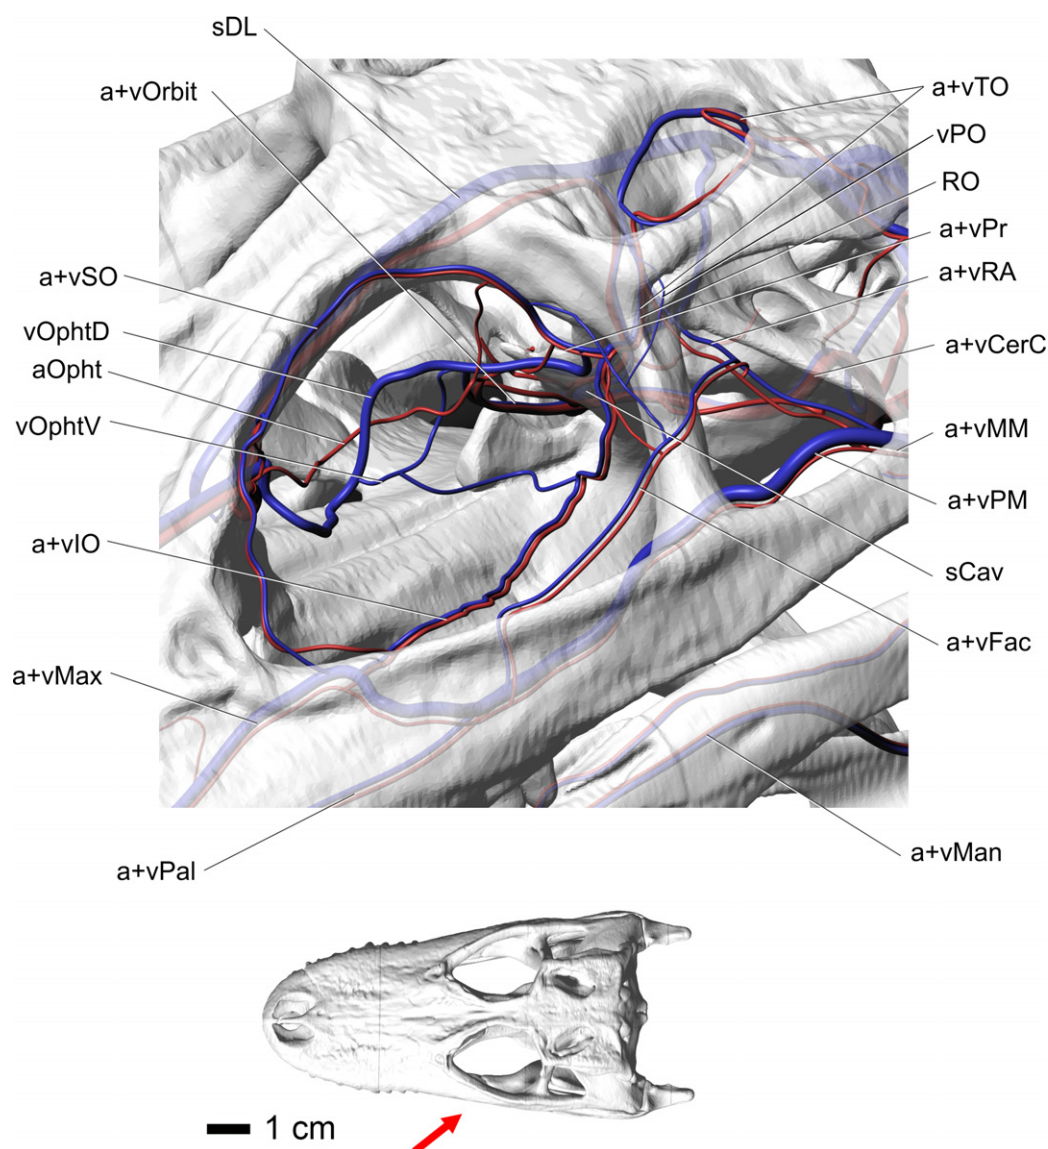 sDL
a+vOrbit
a+vTO
vPO
RO
a+vPr
a+vSO
a+vRA
vOphtD
aOpht
a+vCerC
vOphtV
a+vMM
a+vPM
a+vIO
sCav
a+vFac
a+vMax
a+vMan
a+vPal
1 cm